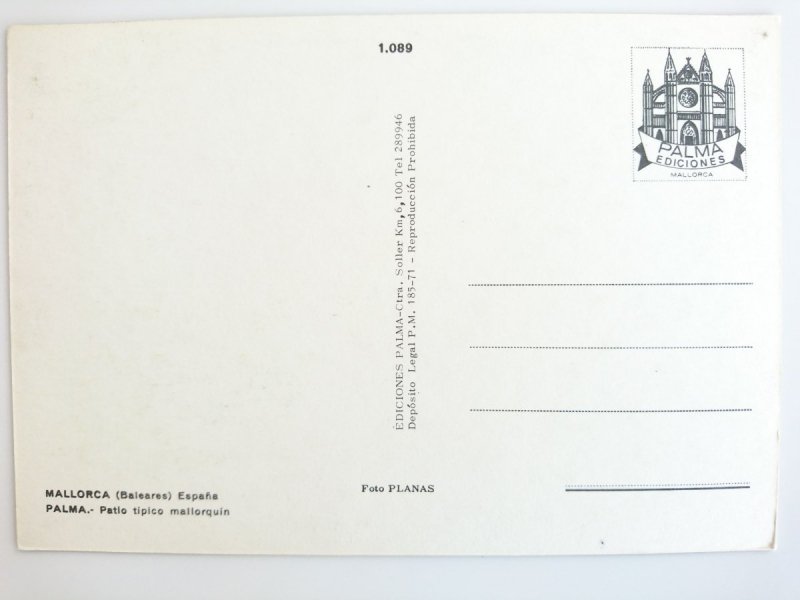 1.089
PALMA
EDICIONES
MALLORCA
EDICIONES PALMA-Ctra. Soller Km,6,100 Tel 289946
Depósito Legal P.M. 185-71 - Reproducción Prohibida
MALLORCA (Baleares) España
PALMA.- Patio típico mallorquín
Foto PLANAS